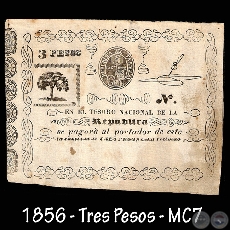 3 PESOS
Nº.
EN EL TESORO NACIONAL DE LA
Republica
se pagará al portador de este
1856 - Tres Pesos - MC7